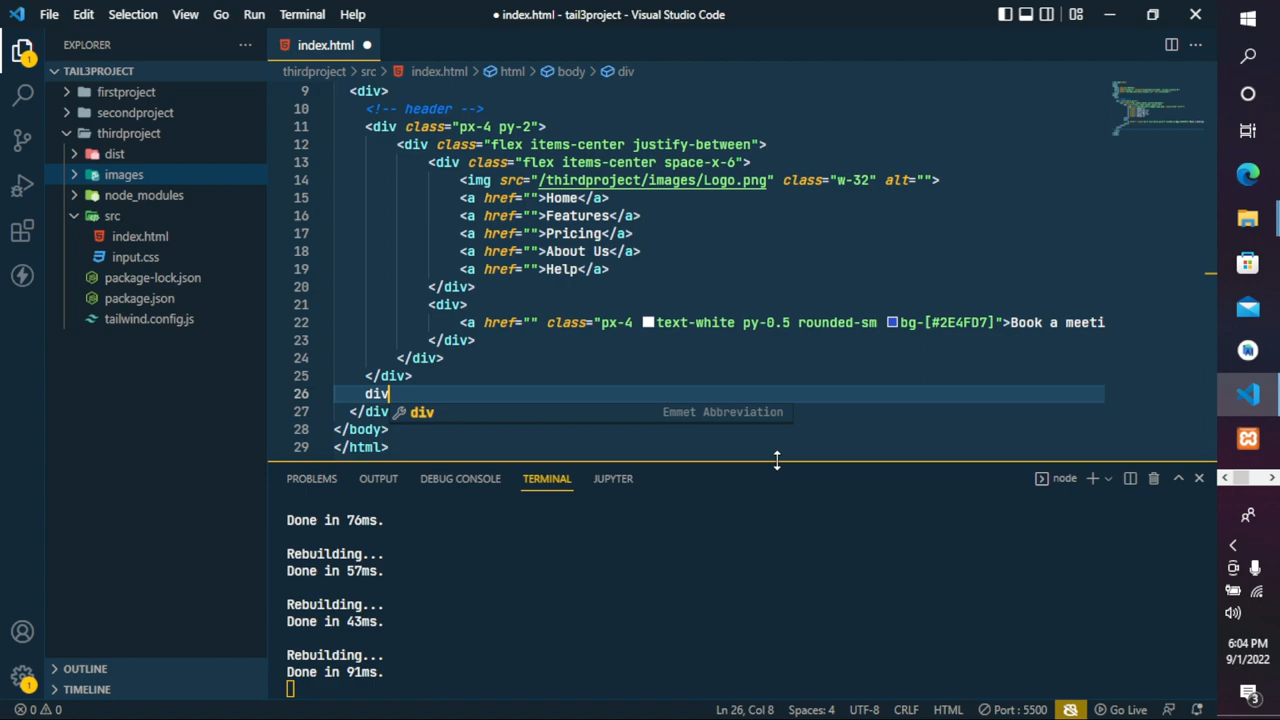 File Edit Selection View Go Run Terminal Help
● index.html - tail3project - Visual Studio Code
EXPLORER
index.html
TAIL3PROJECT
firstproject
secondproject
thirdproject
dist
images
node_modules
src
index.html
input.css
package-lock.json
package.json
tailwind.config.js
OUTLINE
TIMELINE
thirdproject > src > index.html > html > body > div
9 <div>
10 <!-- header -->
11 <div class="px-4 py-2">
12 <div class="flex items-center justify-between">
13 <div class="flex items-center space-x-6">
14 <img src="/thirdproject/images/Logo.png" class="w-32" alt="">
15 <a href="">Home</a>
16 <a href="">Features</a>
17 <a href="">Pricing</a>
18 <a href="">About Us</a>
19 <a href="">Help</a>
20 </div>
21 <div>
22 <a href="" class="px-4 text-white py-0.5 rounded-sm bg-[#2E4FD7]">Book a meeti
23 </div>
24 </div>
25 </div>
26 div
27 </div
div Emmet Abbreviation
28 </body>
29 </html>
PROBLEMS OUTPUT DEBUG CONSOLE TERMINAL JUPYTER
node
Done in 76ms.
Rebuilding...
Done in 57ms.
Rebuilding...
Done in 43ms.
Rebuilding...
Done in 91ms.
0 0
Ln 26, Col 8 Spaces: 4 UTF-8 CRLF HTML Port : 5500 Go Live
1
1
6:04 PM
9/1/2022
3